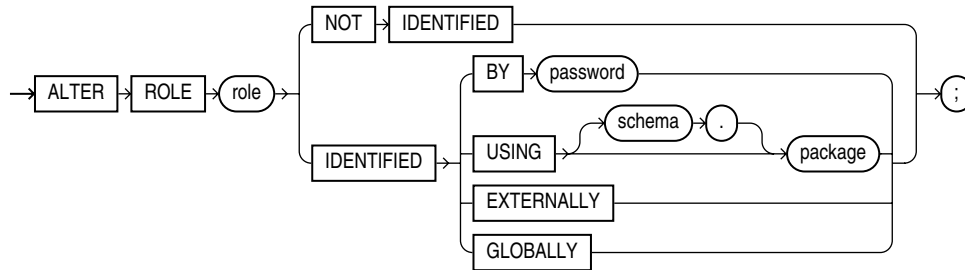 NOT IDENTIFIED
BY password
ALTER ROLE role ;
schema .
IDENTIFIED USING package
EXTERNALLY
GLOBALLY